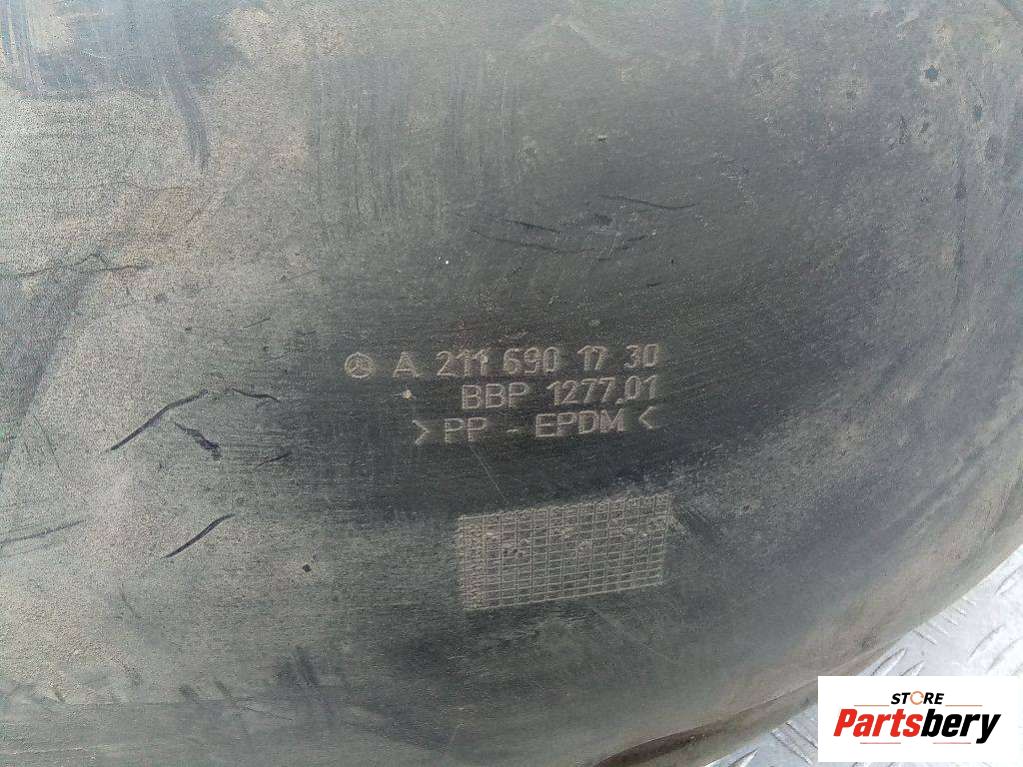 A 211 690 17 30
BBP 1277.01
>PP - EPDM<
STORE
Partsbery